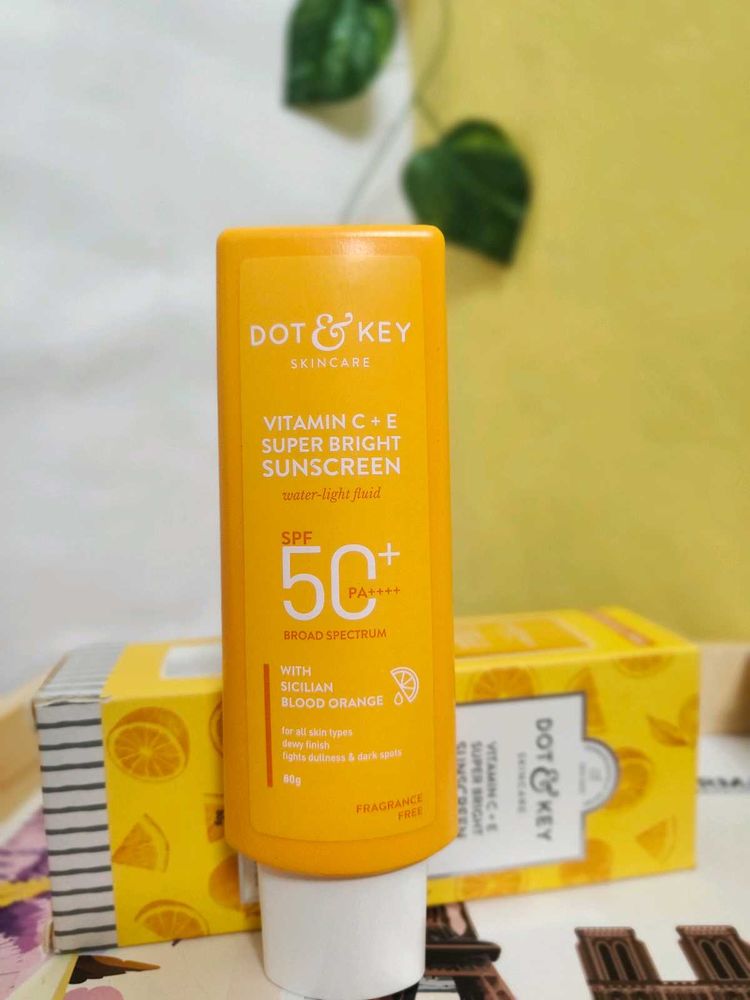 DOT & KEY
SKINCARE
VITAMIN C + E
SUPER BRIGHT
SUNSCREEN
water-light fluid
SPF
50+
PA++++
BROAD SPECTRUM
WITH
SICILIAN
BLOOD ORANGE
for all skin types
dewy finish
fights dullness & dark spots
80g
FRAGRANCE
FREE
DOT & KEY
SKINCARE
VITAMIN C + E
SUPER BRIGHT
SUNSCREEN